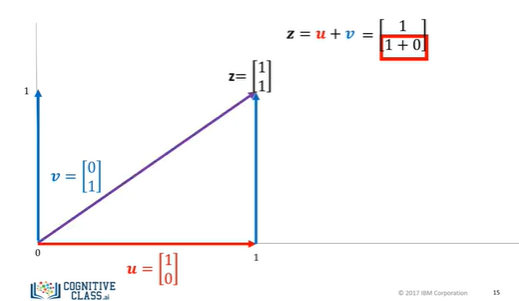 z = u + v = [1
1 + 0]
z= [1
1]
1
v = [0
1]
0
1
u = [1
0]
COGNITIVE
CLASS.ai
© 2017 IBM Corporation
15